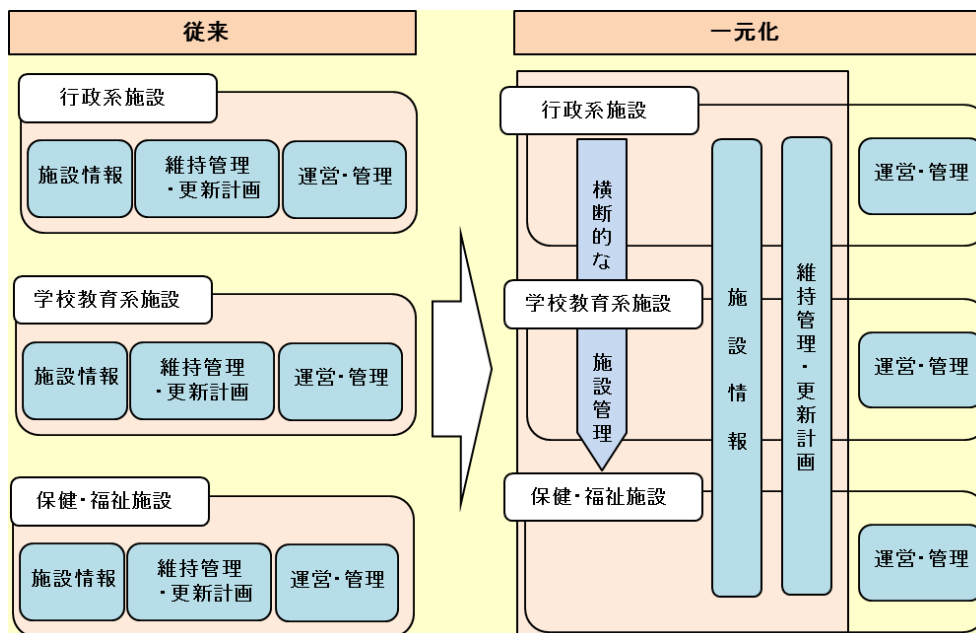 従来
行政系施設
施設情報
維持管理
・更新計画
運営・管理
学校教育系施設
施設情報
維持管理
・更新計画
運営・管理
保健・福祉施設
施設情報
維持管理
・更新計画
運営・管理
一元化
行政系施設
横断的な
施設管理
学校教育系施設
保健・福祉施設
施設情報
維持管理・更新計画
運営・管理
運営・管理
運営・管理